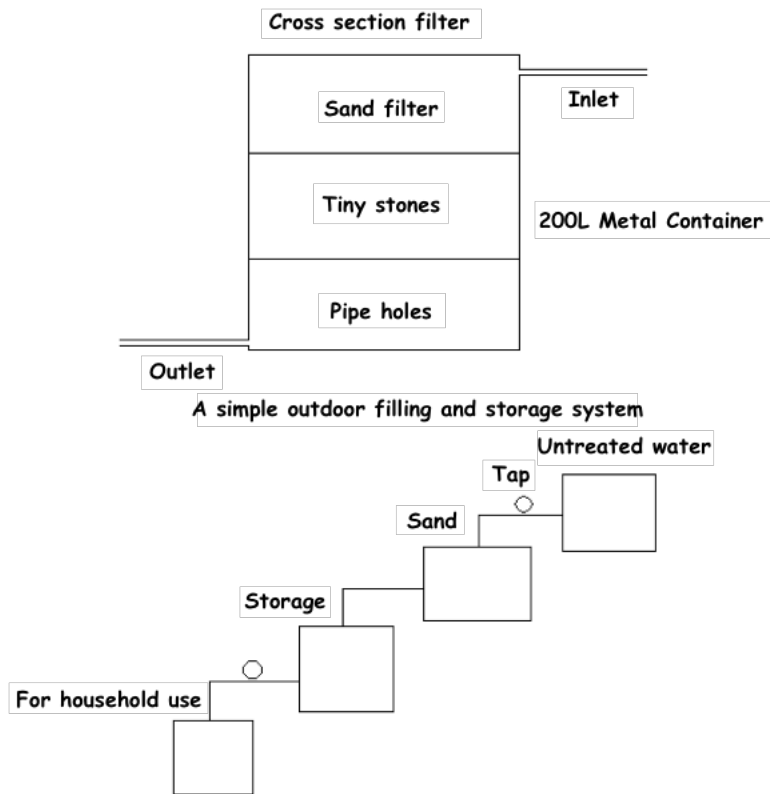 Cross section filter
Sand filter
Inlet
Tiny stones
200L Metal Container
Pipe holes
Outlet
A simple outdoor filling and storage system
Untreated water
Tap
Sand
Storage
For household use